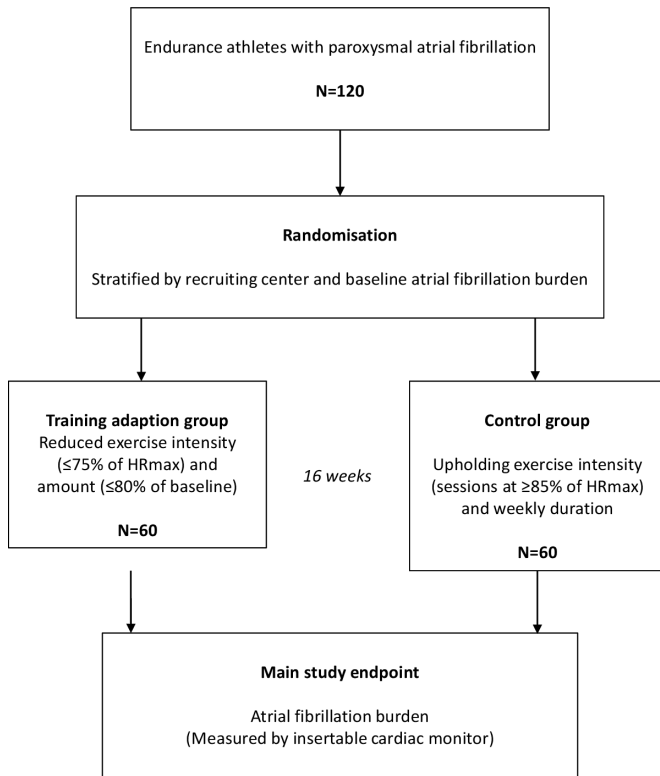 Endurance athletes with paroxysmal atrial fibrillation
N=120
Randomisation
Stratified by recruiting center and baseline atrial fibrillation burden
Training adaption group
Reduced exercise intensity
(≤75% of HRmax) and
amount (≤80% of baseline)
N=60
16 weeks
Control group
Upholding exercise intensity
(sessions at ≥85% of HRmax)
and weekly duration
N=60
Main study endpoint
Atrial fibrillation burden
(Measured by insertable cardiac monitor)